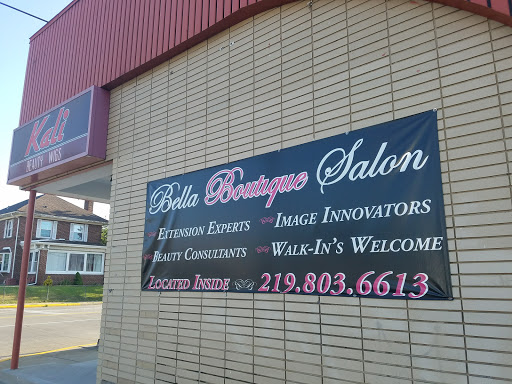 Kali
BEAUTY WIGS
Bella Boutique Salon
EXTENSION EXPERTS IMAGE INNOVATORS
BEAUTY CONSULTANTS WALK-IN'S WELCOME
LOCATED INSIDE 219.803.6613